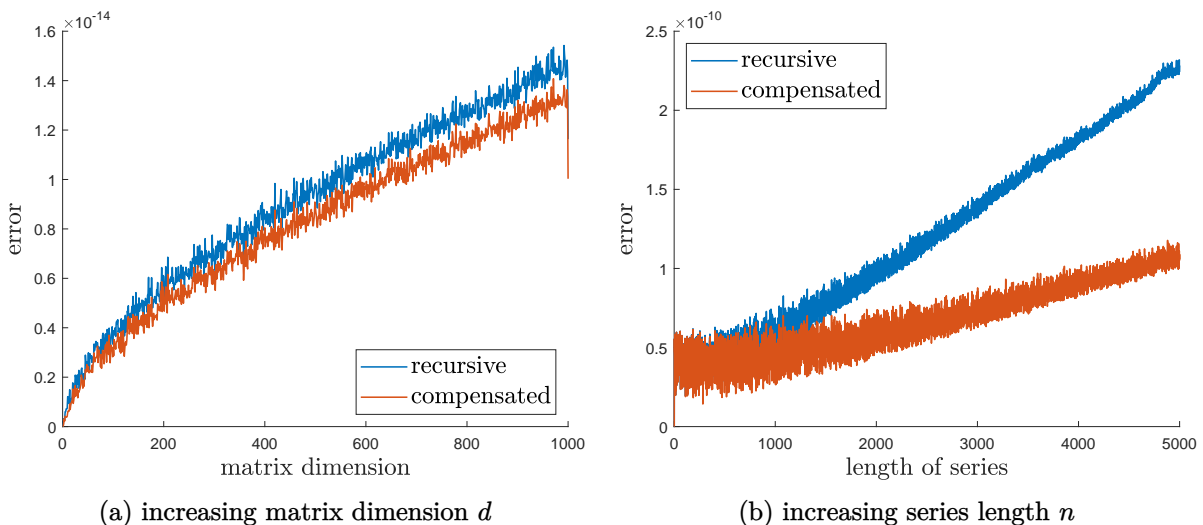 ×10⁻¹⁴
1.6
1.4
1.2
1
0.8
0.6
0.4
0.2
0
error
recursive
compensated
0 200 400 600 800 1000
matrix dimension
(a) increasing matrix dimension d
×10⁻¹⁰
2.5
2
1.5
1
0.5
0
error
recursive
compensated
0 1000 2000 3000 4000 5000
length of series
(b) increasing series length n